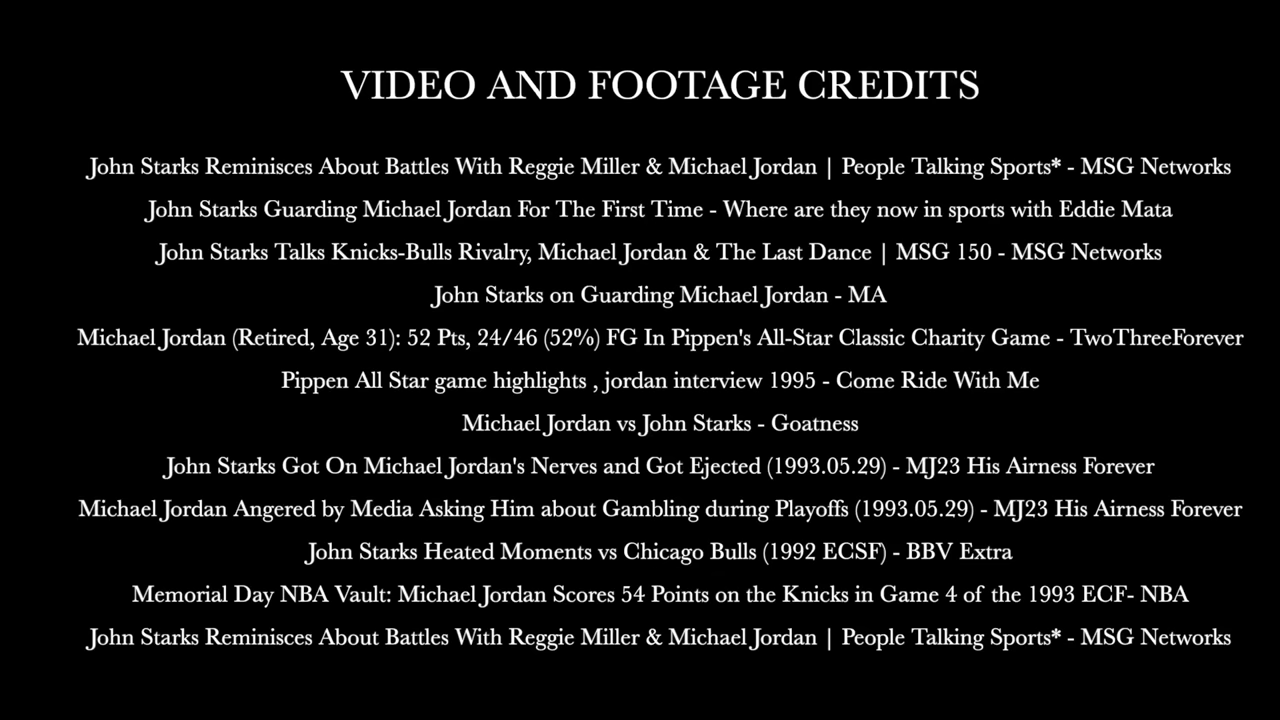 VIDEO AND FOOTAGE CREDITS
John Starks Reminisces About Battles With Reggie Miller & Michael Jordan | People Talking Sports* - MSG Networks
John Starks Guarding Michael Jordan For The First Time - Where are they now in sports with Eddie Mata
John Starks Talks Knicks-Bulls Rivalry, Michael Jordan & The Last Dance | MSG 150 - MSG Networks
John Starks on Guarding Michael Jordan - MA
Michael Jordan (Retired, Age 31): 52 Pts, 24/46 (52%) FG In Pippen's All-Star Classic Charity Game - TwoThreeForever
Pippen All Star game highlights , jordan interview 1995 - Come Ride With Me
Michael Jordan vs John Starks - Goatness
John Starks Got On Michael Jordan's Nerves and Got Ejected (1993.05.29) - MJ23 His Airness Forever
Michael Jordan Angered by Media Asking Him about Gambling during Playoffs (1993.05.29) - MJ23 His Airness Forever
John Starks Heated Moments vs Chicago Bulls (1992 ECSF) - BBV Extra
Memorial Day NBA Vault: Michael Jordan Scores 54 Points on the Knicks in Game 4 of the 1993 ECF- NBA
John Starks Reminisces About Battles With Reggie Miller & Michael Jordan | People Talking Sports* - MSG Networks